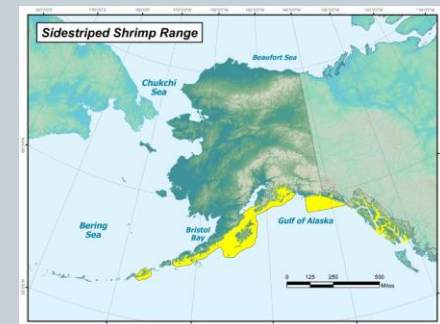 Sidestriped Shrimp Range
Beaufort Sea
Chukchi
Sea
Bering
Sea
Bristol
Bay
Gulf of Alaska
0 125 250 500
Miles